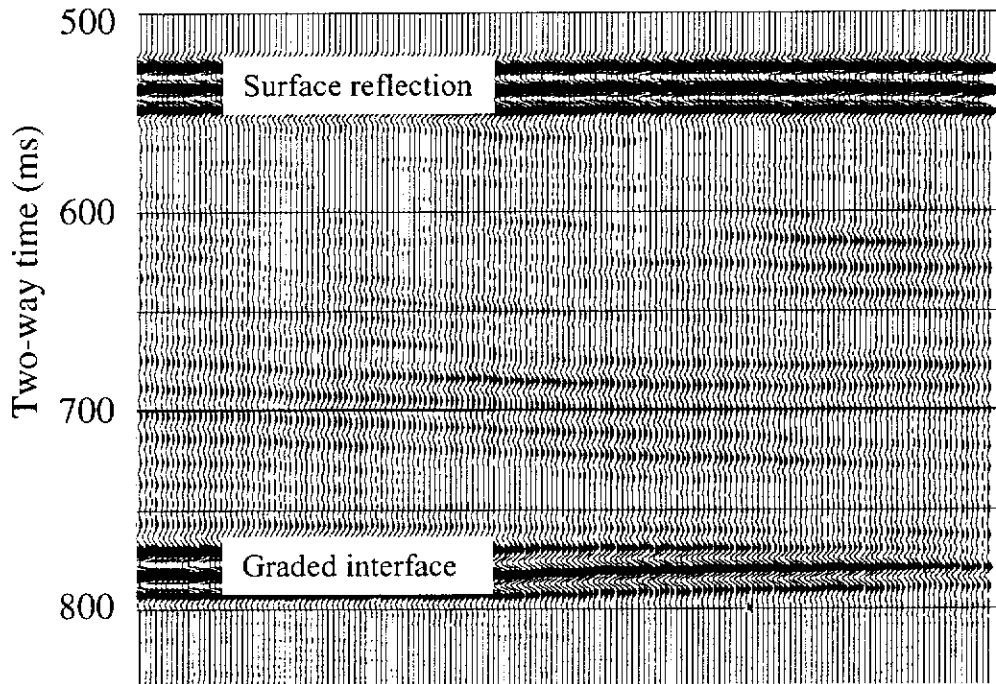 500
Surface reflection
600
Two-way time (ms)
700
Graded interface
800